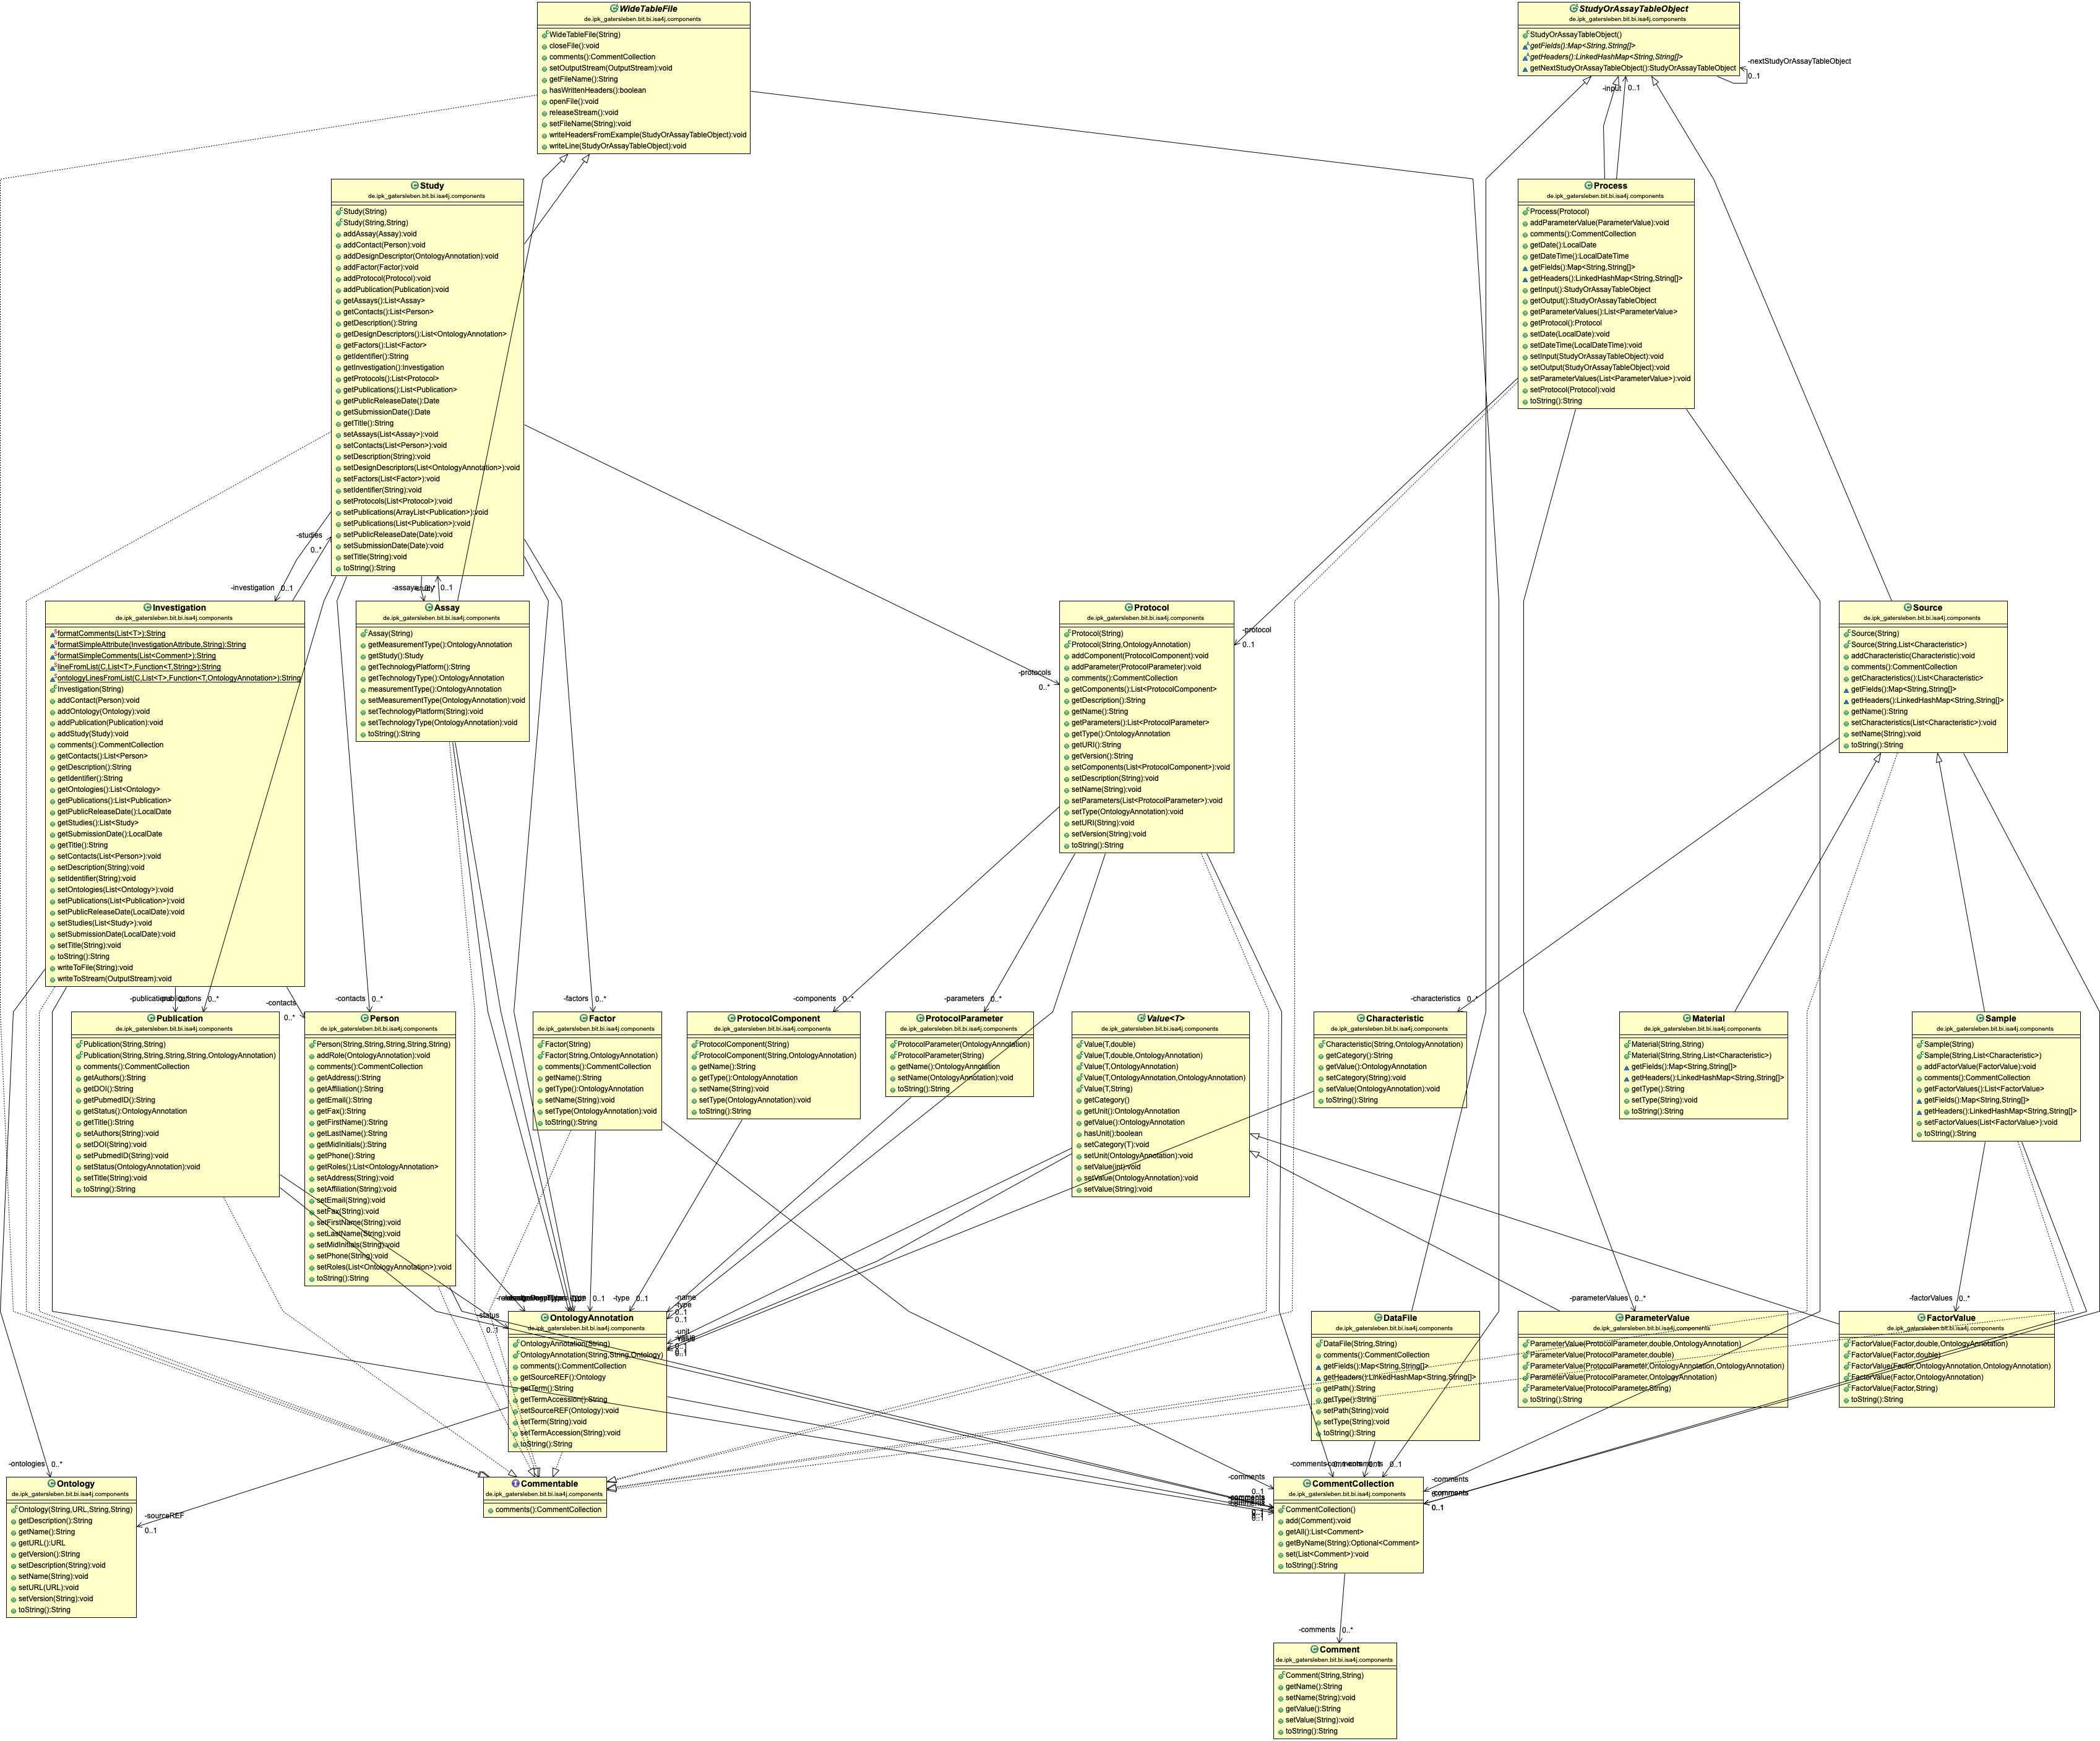 WideTableFile
de.ipk_gatersleben.bit.bi.isa4j.components
WideTableFile(String)
closeFile():void
comments():CommentCollection
setOutputStream(OutputStream):void
getFileName():String
hasWrittenHeaders():boolean
openFile():void
releaseStream():void
setFileName(String):void
writeHeadersFromExample(StudyOrAssayTableObject):void
writeLine(StudyOrAssayTableObject):void
StudyOrAssayTableObject
de.ipk_gatersleben.bit.bi.isa4j.components
StudyOrAssayTableObject()
getFields():Map<String,String[]>
getHeaders():LinkedHashMap<String,String[]>
getNextStudyOrAssayTableObject():StudyOrAssayTableObject
-nextStudyOrAssayTableObject
0..1
-input
0..1
Study
de.ipk_gatersleben.bit.bi.isa4j.components
Study(String)
Study(String,String)
addAssay(Assay):void
addContact(Person):void
addDesignDescriptor(OntologyAnnotation):void
addFactor(Factor):void
addProtocol(Protocol):void
addPublication(Publication):void
getAssays():List<Assay>
getContacts():List<Person>
getDescription():String
getDesignDescriptors():List<OntologyAnnotation>
getFactors():List<Factor>
getIdentifier():String
getInvestigation():Investigation
getProtocols():List<Protocol>
getPublications():List<Publication>
getPublicReleaseDate():Date
getSubmissionDate():Date
getTitle():String
setAssays(List<Assay>):void
setContacts(List<Person>):void
setDescription(String):void
setDesignDescriptors(List<OntologyAnnotation>):void
setFactors(List<Factor>):void
setIdentifier(String):void
setProtocols(List<Protocol>):void
setPublications(ArrayList<Publication>):void
setPublications(List<Publication>):void
setPublicReleaseDate(Date):void
setSubmissionDate(Date):void
setTitle(String):void
toString():String
Process
de.ipk_gatersleben.bit.bi.isa4j.components
Process(Protocol)
addParameterValue(ParameterValue):void
comments():CommentCollection
getDate():LocalDate
getDateTime():LocalDateTime
getFields():Map<String,String[]>
getHeaders():LinkedHashMap<String,String[]>
getInput():StudyOrAssayTableObject
getOutput():StudyOrAssayTableObject
getParameterValues():List<ParameterValue>
getProtocol():Protocol
setDate(LocalDate):void
setDateTime(LocalDateTime):void
setInput(StudyOrAssayTableObject):void
setOutput(StudyOrAssayTableObject):void
setParameterValues(List<ParameterValue>):void
setProtocol(Protocol):void
toString():String
-studies
0..*
-investigation 0..1
0..1
Investigation
de.ipk_gatersleben.bit.bi.isa4j.components
formatComments(List<T>):String
formatSimpleAttribute(InvestigationAttribute,String):String
formatSimpleComments(List<Comment>):String
lineFromList(C,List<T>,Function<T,String>):String
ontologyLinesFromList(C,List<T>,Function<T,OntologyAnnotation>):String
Investigation(String)
addContact(Person):void
addOntology(Ontology):void
addPublication(Publication):void
addStudy(Study):void
comments():CommentCollection
getContacts():List<Person>
getDescription():String
getIdentifier():String
getOntologies():List<Ontology>
getPublications():List<Publication>
getPublicReleaseDate():LocalDate
getStudies():List<Study>
getSubmissionDate():LocalDate
getTitle():String
setContacts(List<Person>):void
setDescription(String):void
setIdentifier(String):void
setOntologies(List<Ontology>):void
setPublications(List<Publication>):void
setPublicReleaseDate(LocalDate):void
setStudies(List<Study>):void
setSubmissionDate(LocalDate):void
setTitle(String):void
toString():String
writeToFile(String):void
writeToStream(OutputStream):void
Assay
de.ipk_gatersleben.bit.bi.isa4j.components
Assay(String)
getMeasurementType():OntologyAnnotation
getStudy():Study
getTechnologyPlatform():String
getTechnologyType():OntologyAnnotation
measurementType():OntologyAnnotation
setMeasurementType(OntologyAnnotation):void
setTechnologyPlatform(String):void
setTechnologyType(OntologyAnnotation):void
toString():String
-protocols
0..*
Protocol
de.ipk_gatersleben.bit.bi.isa4j.components
Protocol(String)
Protocol(String,OntologyAnnotation)
addComponent(ProtocolComponent):void
addParameter(ProtocolParameter):void
comments():CommentCollection
getComponents():List<ProtocolComponent>
getDescription():String
getName():String
getParameters():List<ProtocolParameter>
getType():OntologyAnnotation
getURI():String
getVersion():String
setComponents(List<ProtocolComponent>):void
setDescription(String):void
setName(String):void
setParameters(List<ProtocolParameter>):void
setType(OntologyAnnotation):void
setURI(String):void
setVersion(String):void
toString():String
-protocol
0..1
Source
de.ipk_gatersleben.bit.bi.isa4j.components
Source(String)
Source(String,List<Characteristic>)
addCharacteristic(Characteristic):void
comments():CommentCollection
getCharacteristics():List<Characteristic>
getFields():Map<String,String[]>
getHeaders():LinkedHashMap<String,String[]>
getName():String
setCharacteristics(List<Characteristic>):void
setName(String):void
toString():String
0..*
-contacts
0..*
-contacts 0..*
-factors 0..*
-components 0..*
-parameters 0..*
-characteristics 0..*
Publication
de.ipk_gatersleben.bit.bi.isa4j.components
Publication(String,String)
Publication(String,String,String,String,OntologyAnnotation)
comments():CommentCollection
getAuthors():String
getDOI():String
getPubmedID():String
getStatus():OntologyAnnotation
getTitle():String
setAuthors(String):void
setDOI(String):void
setPubmedID(String):void
setStatus(OntologyAnnotation):void
setTitle(String):void
toString():String
Person
de.ipk_gatersleben.bit.bi.isa4j.components
Person(String,String,String,String,String)
addRole(OntologyAnnotation):void
comments():CommentCollection
getAddress():String
getAffiliation():String
getEmail():String
getFax():String
getFirstName():String
getLastName():String
getMidInitials():String
getPhone():String
getRoles():List<OntologyAnnotation>
setAddress(String):void
setAffiliation(String):void
setEmail(String):void
setFax(String):void
setFirstName(String):void
setLastName(String):void
setMidInitials(String):void
setPhone(String):void
setRoles(List<OntologyAnnotation>):void
toString():String
Factor
de.ipk_gatersleben.bit.bi.isa4j.components
Factor(String)
Factor(String,OntologyAnnotation)
comments():CommentCollection
getName():String
getType():OntologyAnnotation
setName(String):void
setType(OntologyAnnotation):void
toString():String
ProtocolComponent
de.ipk_gatersleben.bit.bi.isa4j.components
ProtocolComponent(String)
ProtocolComponent(String,OntologyAnnotation)
getName():String
getType():OntologyAnnotation
setName(String):void
setType(OntologyAnnotation):void
toString():String
ProtocolParameter
de.ipk_gatersleben.bit.bi.isa4j.components
ProtocolParameter(OntologyAnnotation)
ProtocolParameter(String)
getName():OntologyAnnotation
setName(OntologyAnnotation):void
toString():String
Value<T>
de.ipk_gatersleben.bit.bi.isa4j.components
Value(T,double)
Value(T,double,OntologyAnnotation)
Value(T,OntologyAnnotation)
Value(T,OntologyAnnotation,OntologyAnnotation)
Value(T,String)
getCategory()
getUnit():OntologyAnnotation
getValue():OntologyAnnotation
hasUnit():boolean
setCategory(T):void
setUnit(OntologyAnnotation):void
setValue(int):void
setValue(OntologyAnnotation):void
setValue(String):void
Characteristic
de.ipk_gatersleben.bit.bi.isa4j.components
Characteristic(String,OntologyAnnotation)
getCategory():String
getValue():OntologyAnnotation
setCategory(String):void
setValue(OntologyAnnotation):void
toString():String
Material
de.ipk_gatersleben.bit.bi.isa4j.components
Material(String,String)
Material(String,String,List<Characteristic>)
getFields():Map<String,String[]>
getHeaders():LinkedHashMap<String,String[]>
getType():String
setType(String):void
toString():String
Sample
de.ipk_gatersleben.bit.bi.isa4j.components
Sample(String)
Sample(String,List<Characteristic>)
addFactorValue(FactorValue):void
comments():CommentCollection
getFactorValues():List<FactorValue>
getFields():Map<String,String[]>
getHeaders():LinkedHashMap<String,String[]>
setFactorValues(List<FactorValue>):void
toString():String
0..1
-type 0..1
-name
-type
0..1
-status
0..1
-unit
-value
0..1
-parameterValues 0..*
-factorValues 0..*
OntologyAnnotation
de.ipk_gatersleben.bit.bi.isa4j.components
OntologyAnnotation(String)
OntologyAnnotation(String,String,Ontology)
comments():CommentCollection
getSourceREF():Ontology
getTerm():String
getTermAccession():String
setSourceREF(Ontology):void
setTerm(String):void
setTermAccession(String):void
toString():String
DataFile
de.ipk_gatersleben.bit.bi.isa4j.components
DataFile(String,String)
comments():CommentCollection
getFields():Map<String,String[]>
getHeaders():LinkedHashMap<String,String[]>
getPath():String
getType():String
setPath(String):void
setType(String):void
toString():String
ParameterValue
de.ipk_gatersleben.bit.bi.isa4j.components
ParameterValue(ProtocolParameter,double,OntologyAnnotation)
ParameterValue(ProtocolParameter,double)
ParameterValue(ProtocolParameter,OntologyAnnotation,OntologyAnnotation)
ParameterValue(ProtocolParameter,OntologyAnnotation)
ParameterValue(ProtocolParameter,String)
toString():String
FactorValue
de.ipk_gatersleben.bit.bi.isa4j.components
FactorValue(Factor,double,OntologyAnnotation)
FactorValue(Factor,double)
FactorValue(Factor,OntologyAnnotation,OntologyAnnotation)
FactorValue(Factor,OntologyAnnotation)
FactorValue(Factor,String)
toString():String
-ontologies 0..*
Ontology
de.ipk_gatersleben.bit.bi.isa4j.components
Ontology(String,URL,String,String)
getDescription():String
getName():String
getURL():URL
getVersion():String
setDescription(String):void
setName(String):void
setURL(URL):void
setVersion(String):void
toString():String
-sourceREF
0..1
Commentable
de.ipk_gatersleben.bit.bi.isa4j.components
comments():CommentCollection
-comments
0..1
0..1
-comments
0..1
CommentCollection
de.ipk_gatersleben.bit.bi.isa4j.components
CommentCollection()
add(Comment):void
getAll():List<Comment>
getByName(String):Optional<Comment>
set(List<Comment>):void
toString():String
-comments 0..*
Comment
de.ipk_gatersleben.bit.bi.isa4j.components
Comment(String,String)
getName():String
setName(String):void
getValue():String
setValue(String):void
toString():String